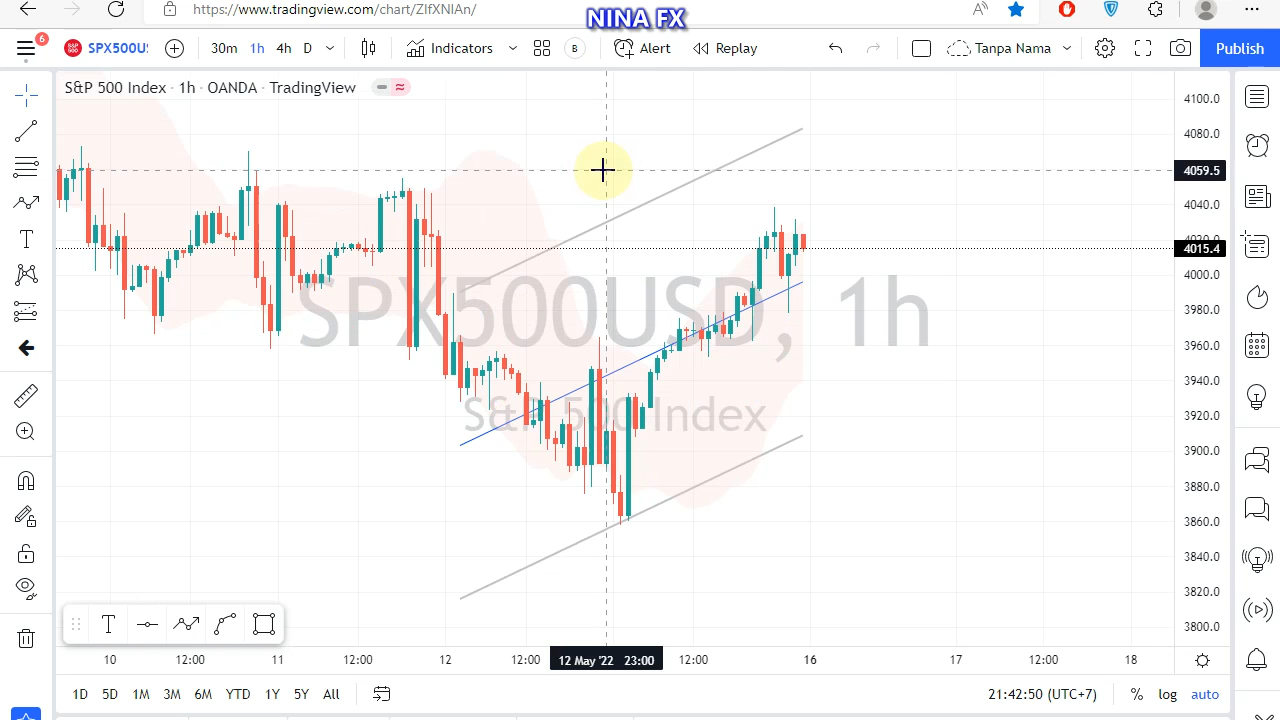 https://www.tradingview.com/chart/ZIfXNIAn/
NINA FX
6
SPX500U
30m 1h 4h D
Indicators
B
Alert
Replay
Tanpa Nama
Publish
S&P 500 Index · 1h · OANDA · TradingView
SPX500USD, 1h
S&P 500 Index
4100.0
4080.0
4059.5
4040.0
4020.0
4015.4
4000.0
3980.0
3960.0
3940.0
3920.0
3900.0
3880.0
3860.0
3840.0
3820.0
3800.0
10 12:00 11 12:00 12 12:00 12 May '22 23:00 12:00 16 17 12:00 18
1D 5D 1M 3M 6M YTD 1Y 5Y All
21:42:50 (UTC+7) % log auto